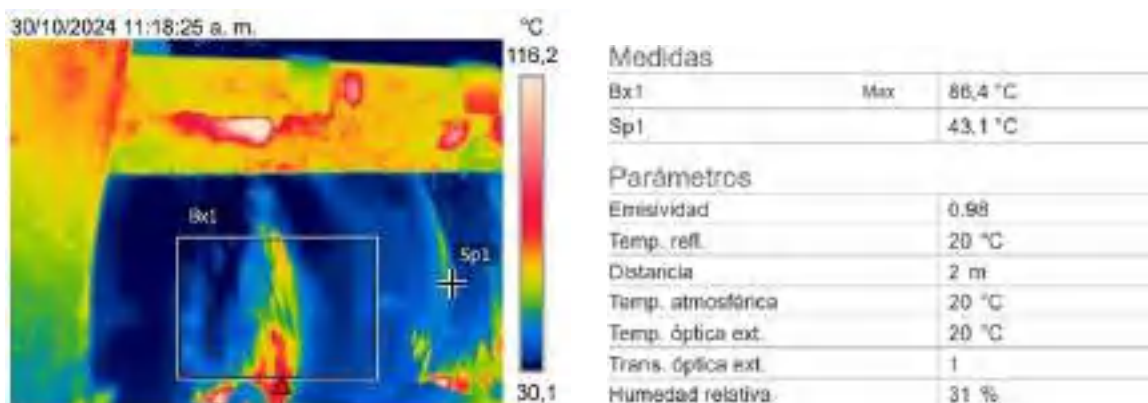 30/10/2024 11:18:25 a. m.
°C
116,2
Bx1
Sp1
30,1
Medidas
Bx1 Max 86,4 °C
Sp1 43,1 °C
Parámetros
Emisividad 0.98
Temp. refl. 20 °C
Distancia 2 m
Temp. atmosférica 20 °C
Temp. óptica ext. 20 °C
Trans. óptica ext. 1
Humedad relativa 31 %